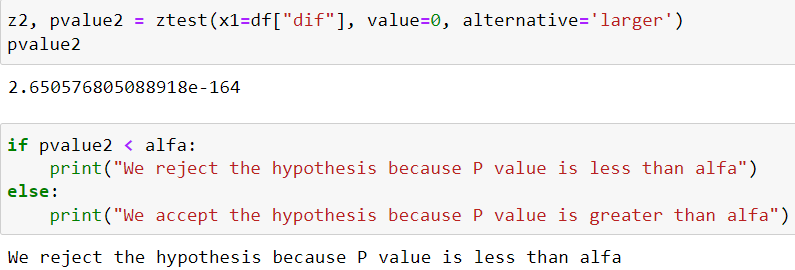 z2, pvalue2 = ztest(x1=df["dif"], value=0, alternative='larger')
pvalue2
2.650576805088918e-164
if pvalue2 < alfa:
    print("We reject the hypothesis because P value is less than alfa")
else:
    print("We accept the hypothesis because P value is greater than alfa")
We reject the hypothesis because P value is less than alfa